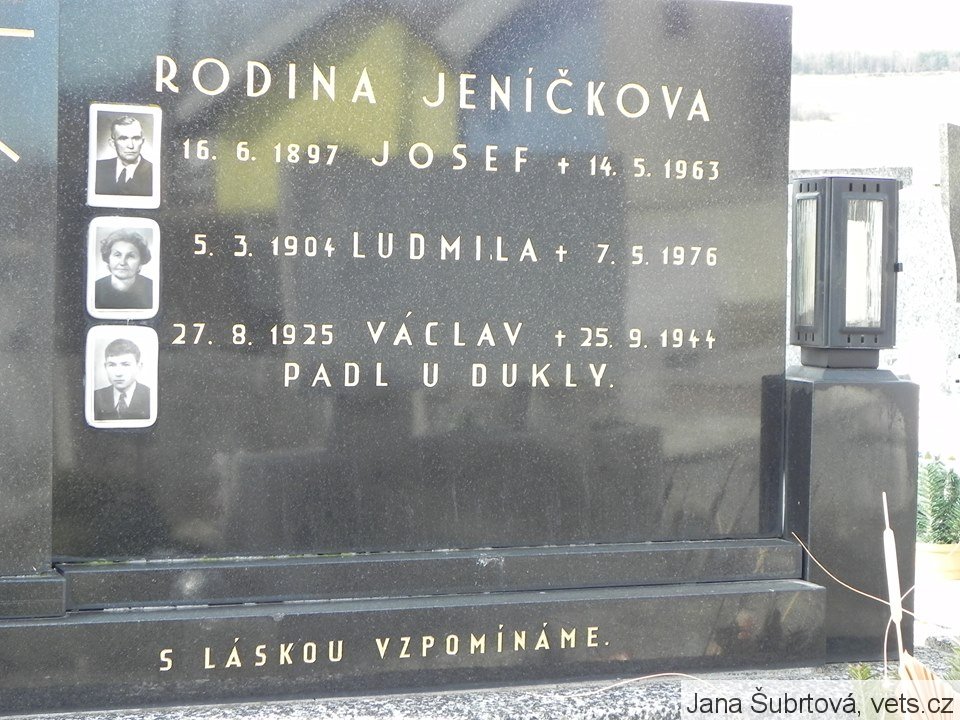 RODINA JENÍČKOVA
16. 6. 1897 JOSEF + 14. 5. 1963
5. 3. 1904 LUDMILA + 7. 5. 1976
27. 8. 1925 VÁCLAV + 25. 9. 1944
PADL U DUKLY.
S LÁSKOU VZPOMÍNÁME.
Jana Šubrtová, vets.cz